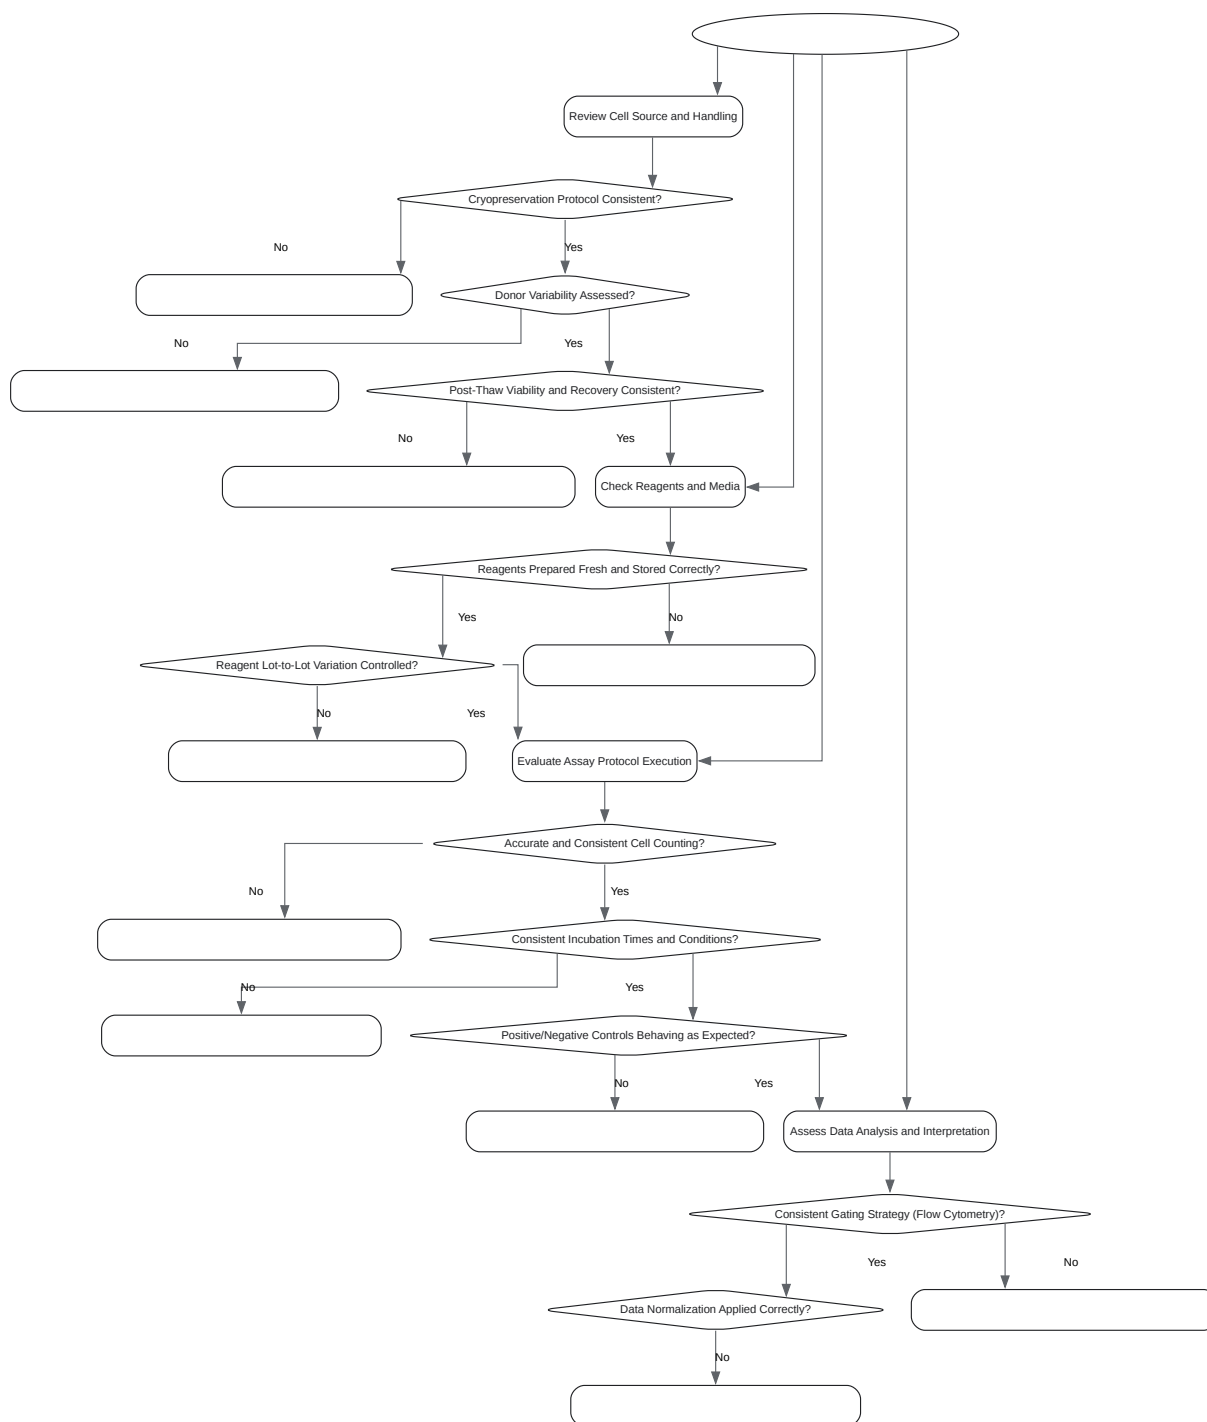 Review Cell Source and Handling
Cryopreservation Protocol Consistent?
No
Yes
Donor Variability Assessed?
No
Yes
Post-Thaw Viability and Recovery Consistent?
No
Yes
Check Reagents and Media
Reagents Prepared Fresh and Stored Correctly?
Yes
No
Reagent Lot-to-Lot Variation Controlled?
No
Yes
Evaluate Assay Protocol Execution
Accurate and Consistent Cell Counting?
No
Yes
Consistent Incubation Times and Conditions?
No
Yes
Positive/Negative Controls Behaving as Expected?
No
Yes
Assess Data Analysis and Interpretation
Consistent Gating Strategy (Flow Cytometry)?
Yes
No
Data Normalization Applied Correctly?
No